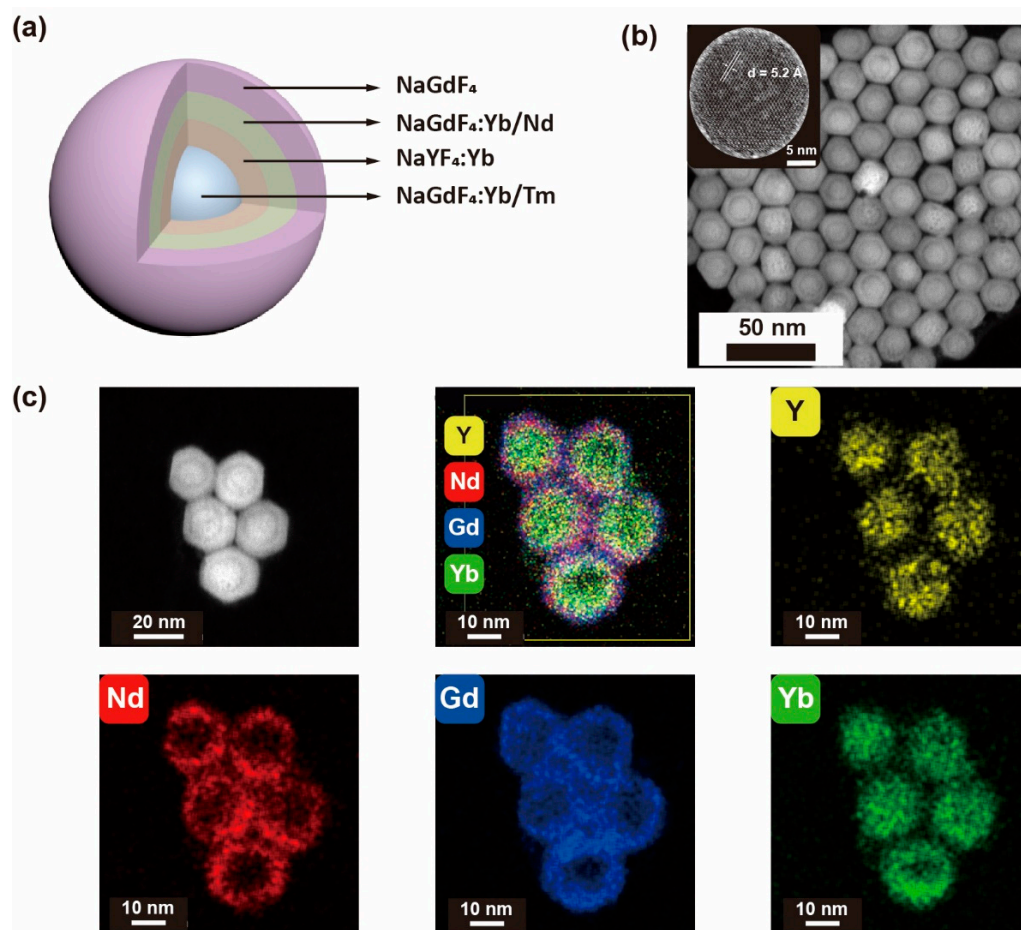 (a)
NaGdF₄
NaGdF₄:Yb/Nd
NaYF₄:Yb
NaGdF₄:Yb/Tm
(b)
d = 5.2 Å
5 nm
50 nm
(c)
20 nm
Y
Nd
Gd
Yb
10 nm
Y
10 nm
Nd
10 nm
Gd
10 nm
Yb
10 nm